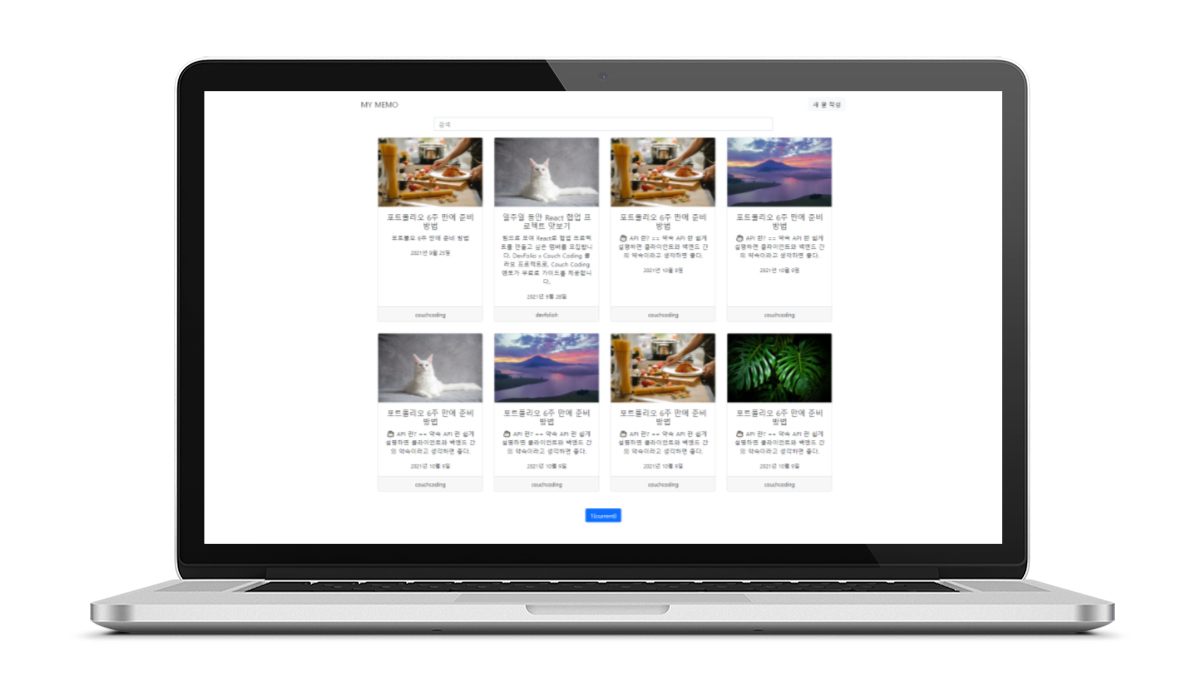 MY MEMO
새 글 작성
검색
포트폴리오 6주 만에 준비
방법
포트폴리오 6주 만에 준비 방법
2021년 9월 25일
couchcoding
일주일 동안 React 협업 프
로젝트 맛보기
팀으로 모여 React로 협업 프로젝
트를 만들고 싶은 멤버를 모집합니
다. DevFolio x Couch Coding 콜
라보 프로젝트로, Couch Coding
멘토가 무료로 가이드를 제공합니
다.
2021년 9월 28일
devfolioh
포트폴리오 6주 만에 준비
방법
API 란? == 약속 API 란 쉽게
설명하면 클라이언트와 백엔드 간
의 약속이라고 생각하면 좋다.
2021년 10월 9일
couchcoding
포트폴리오 6주 만에 준비
방법
API 란? == 약속 API 란 쉽게
설명하면 클라이언트와 백엔드 간
의 약속이라고 생각하면 좋다.
2021년 10월 9일
couchcoding
포트폴리오 6주 만에 준비
방법
API 란? == 약속 API 란 쉽게
설명하면 클라이언트와 백엔드 간
의 약속이라고 생각하면 좋다.
2021년 10월 9일
couchcoding
포트폴리오 6주 만에 준비
방법
API 란? == 약속 API 란 쉽게
설명하면 클라이언트와 백엔드 간
의 약속이라고 생각하면 좋다.
2021년 10월 9일
couchcoding
포트폴리오 6주 만에 준비
방법
API 란? == 약속 API 란 쉽게
설명하면 클라이언트와 백엔드 간
의 약속이라고 생각하면 좋다.
2021년 10월 9일
couchcoding
포트폴리오 6주 만에 준비
방법
API 란? == 약속 API 란 쉽게
설명하면 클라이언트와 백엔드 간
의 약속이라고 생각하면 좋다.
2021년 10월 9일
couchcoding
1(current)